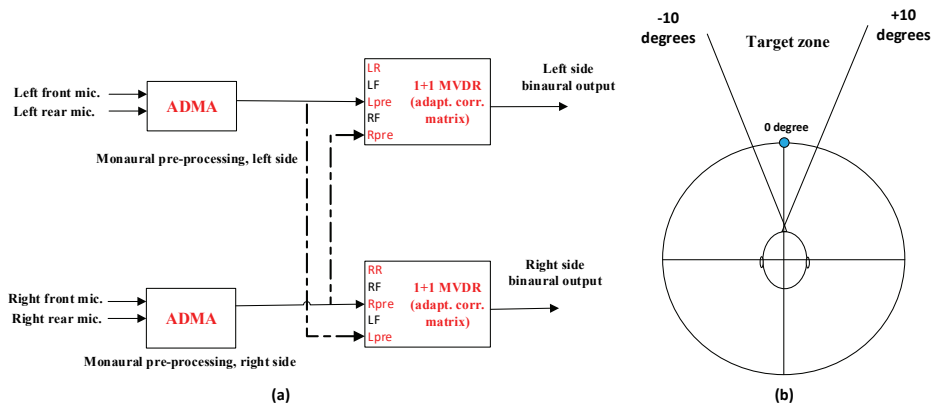 Left front mic.
Left rear mic.
ADMA
Monaural pre-processing, left side
LR
LF
Lpre
RF
Rpre
1+1 MVDR
(adapt. corr.
matrix)
Left side
binaural output
Right front mic.
Right rear mic.
ADMA
Monaural pre-processing, right side
RR
RF
Rpre
LF
Lpre
1+1 MVDR
(adapt. corr.
matrix)
Right side
binaural output
(a)
-10
degrees
Target zone
+10
degrees
0 degree
(b)